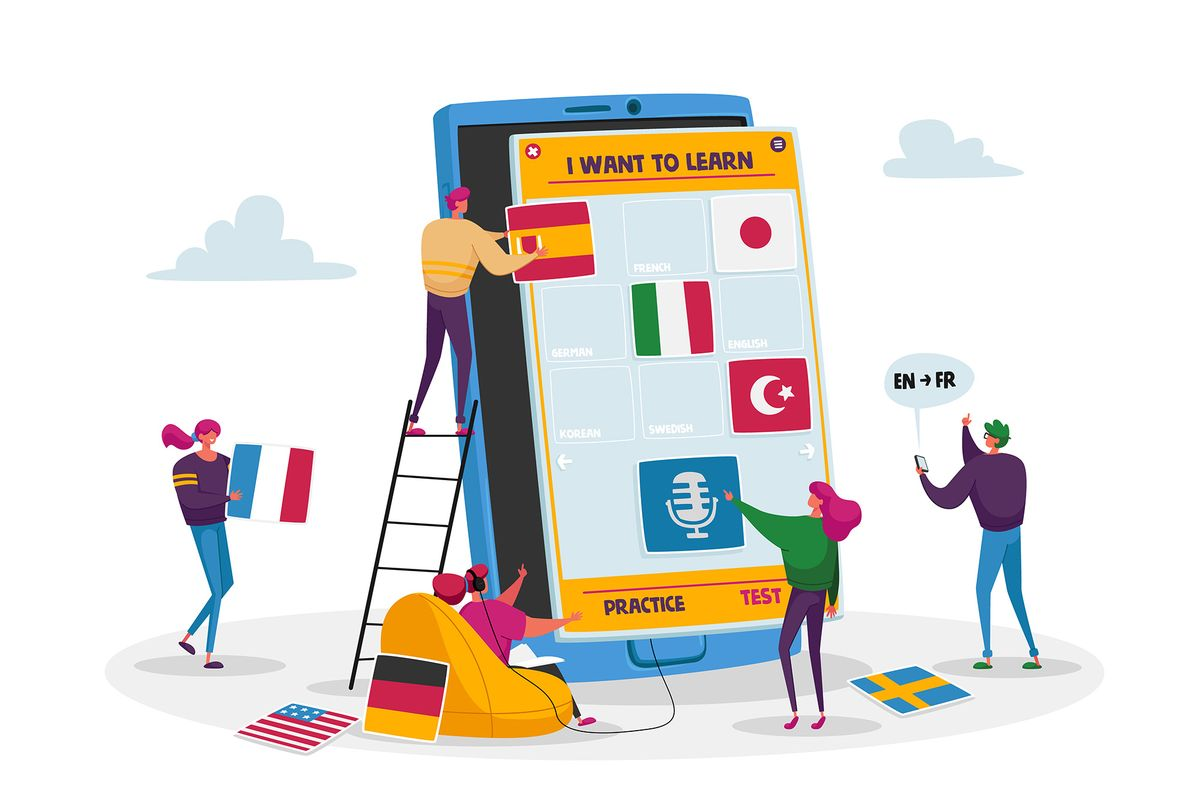 I WANT TO LEARN
FRENCH
GERMAN
ENGLISH
KOREAN
SWEDISH
EN → FR
PRACTICE
TEST